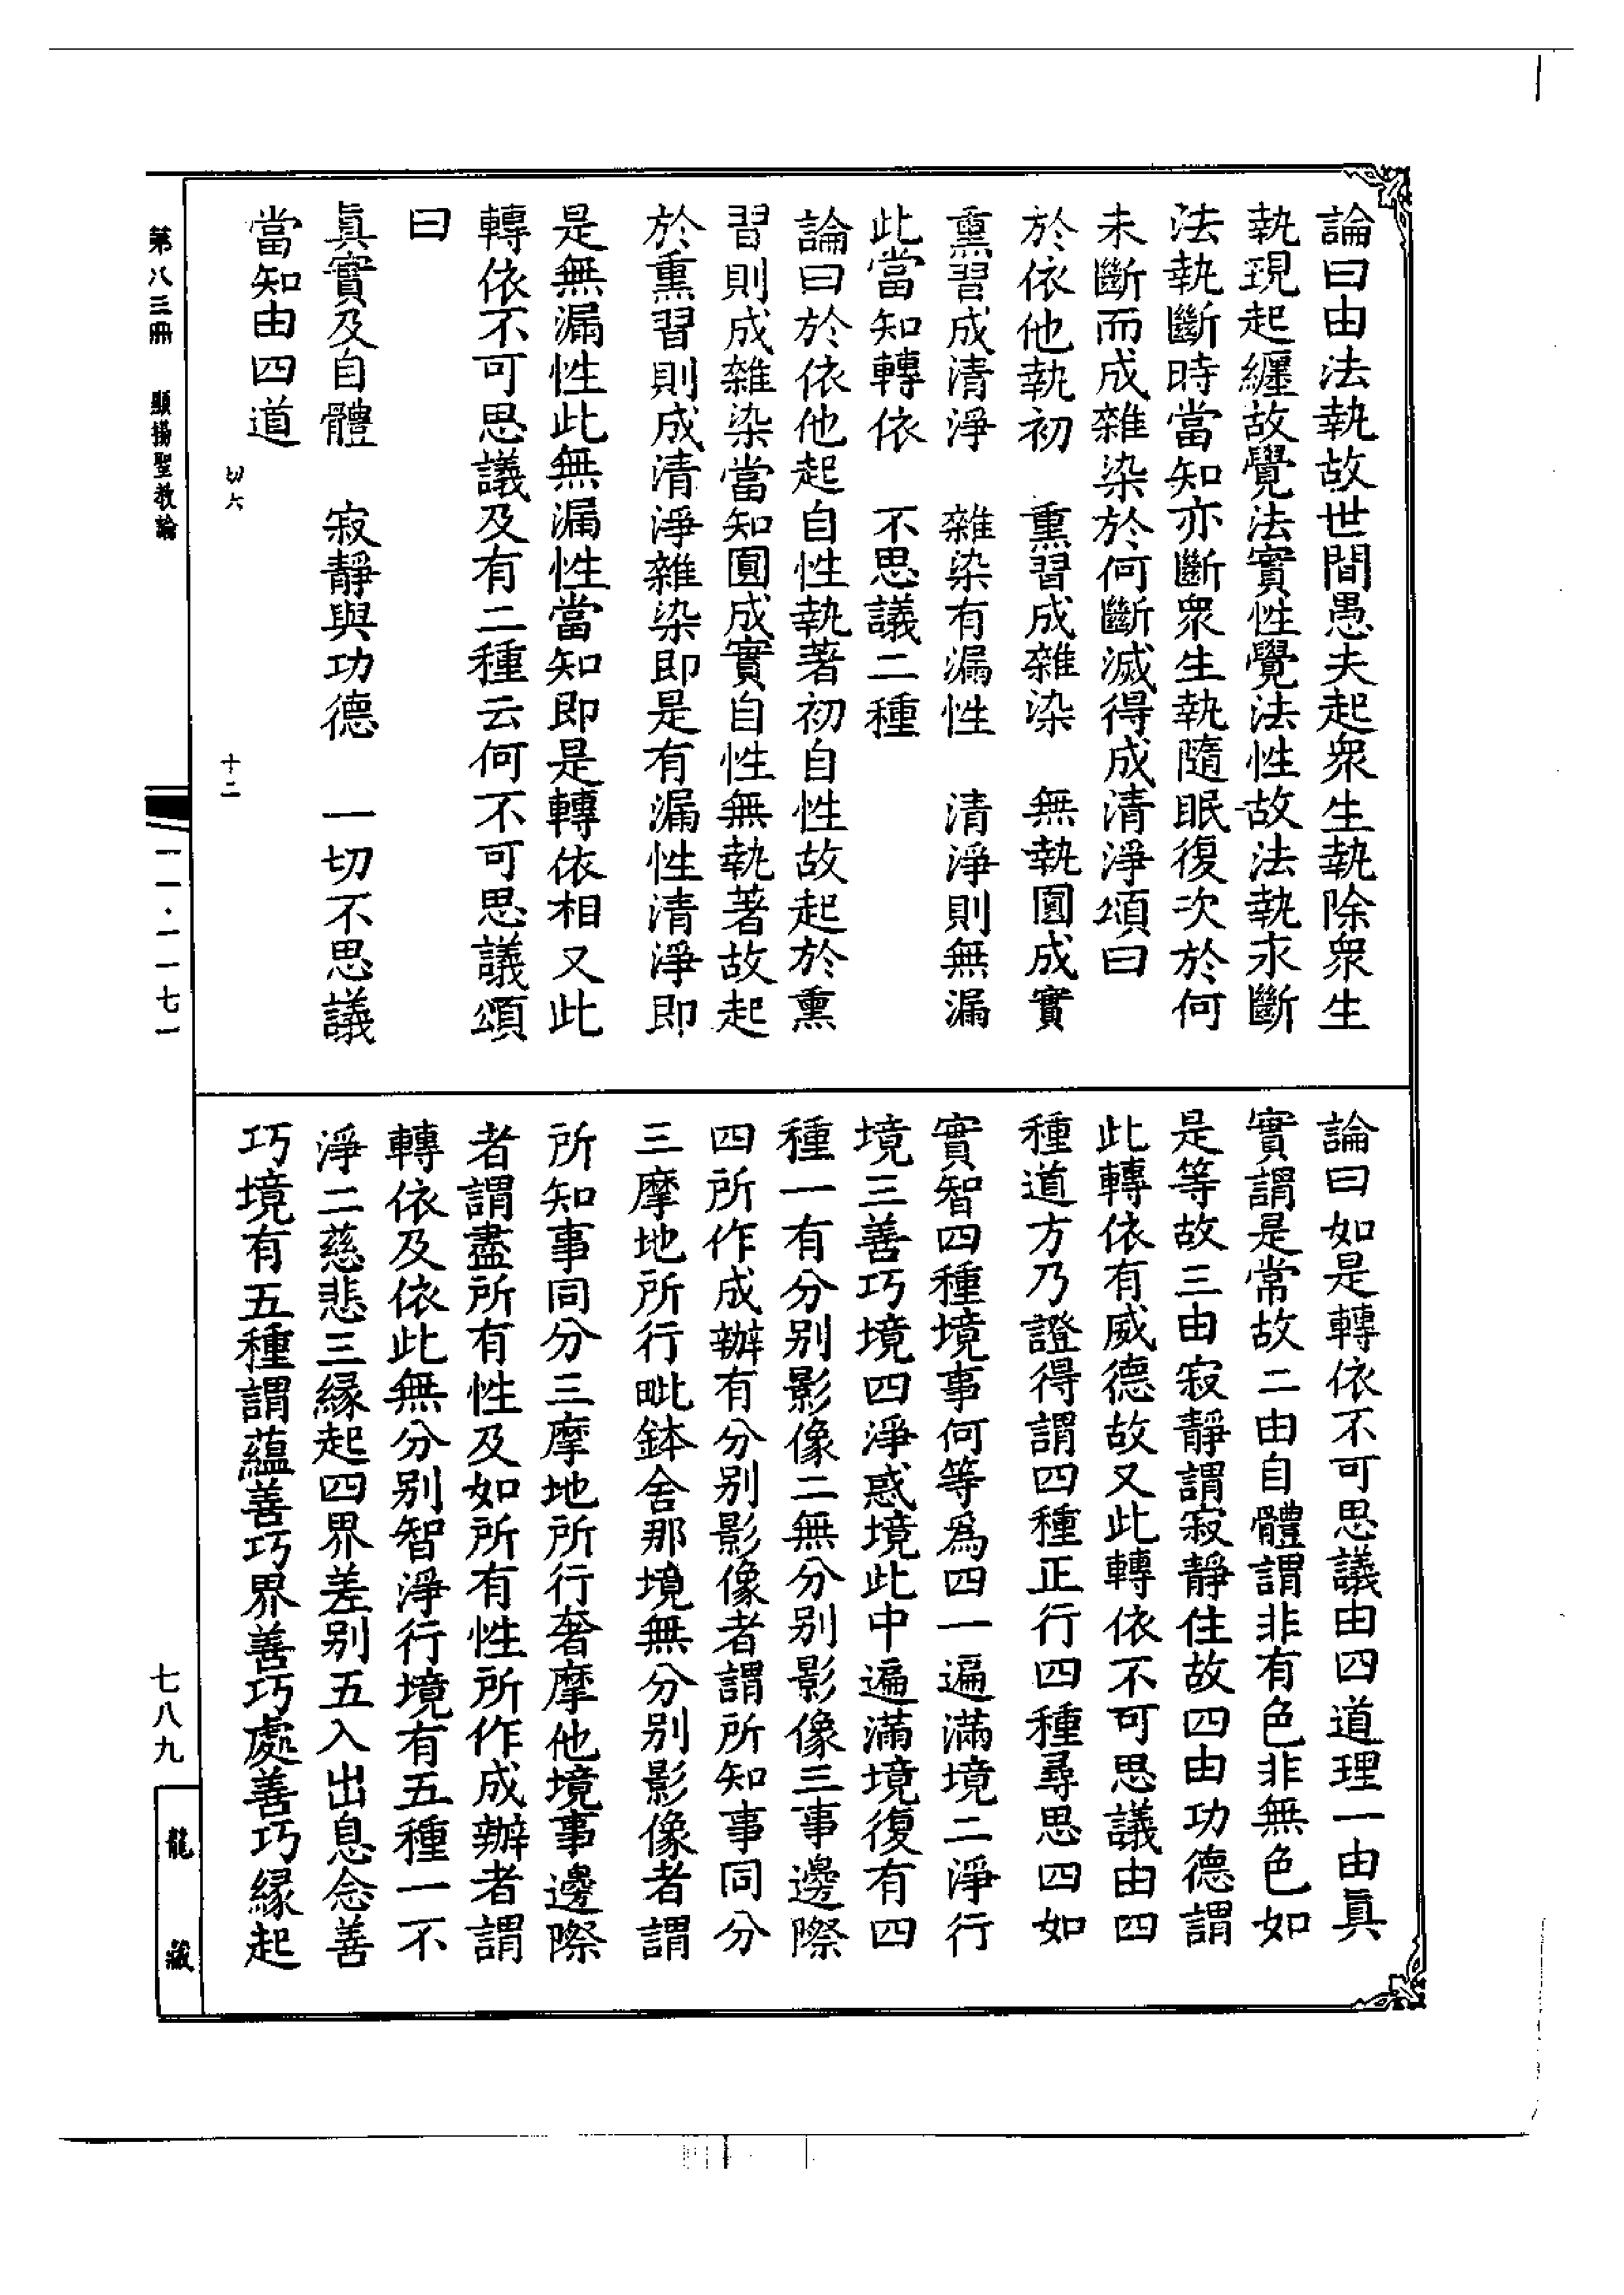 論曰由法執故世間愚夫起衆生執除衆生
執現起纏故覺法實性覺法性故法執永斷
法執斷時當知亦斷衆生執隨眠復次於何
未斷而成雜染於何斷滅得成清淨頌曰
於依他執初　熏習成雜染　無執圓成實
熏習成清淨　雜染有漏性　清淨則無漏
此當知轉依　不思議二種
論曰於依他起自性執著初自性故起於熏
習則成雜染當知圓成實自性無執著故起
於熏習則成清淨雜染即是有漏性清淨即
是無漏性此無漏性當知即是轉依相又此
轉依不可思議及有二種云何不可思議頌
曰
真實及自體　寂靜與功德　一切不思議
當知由四道
切六　十二
論曰如是轉依不可思議由四道理一由真
實謂是常故二由自體謂非有色非無色如
是等故三由寂靜謂寂靜住故四由功德謂
此轉依有威德故又此轉依不可思議由四
種道方乃證得謂四種正行四種尋思四如
實智四種境事何等為四一遍滿境二淨行
境三善巧境四淨惑境此中遍滿境復有四
種一有分別影像二無分別影像三事邊際
四所作成辦有分別影像者謂所知事同分
三摩地所行毗鉢舍那境無分別影像者謂
所知事同分三摩地所行奢摩他境事邊際
者謂盡所有性及如所有性所作成辦者謂
轉依及依此無分別智淨行境有五種一不
淨二慈悲三緣起四界差別五入出息念善
巧境有五種謂蘊善巧界善巧處善巧緣起
第八三冊　顯揚聖教論
一一·一一七一
七八九
龍藏